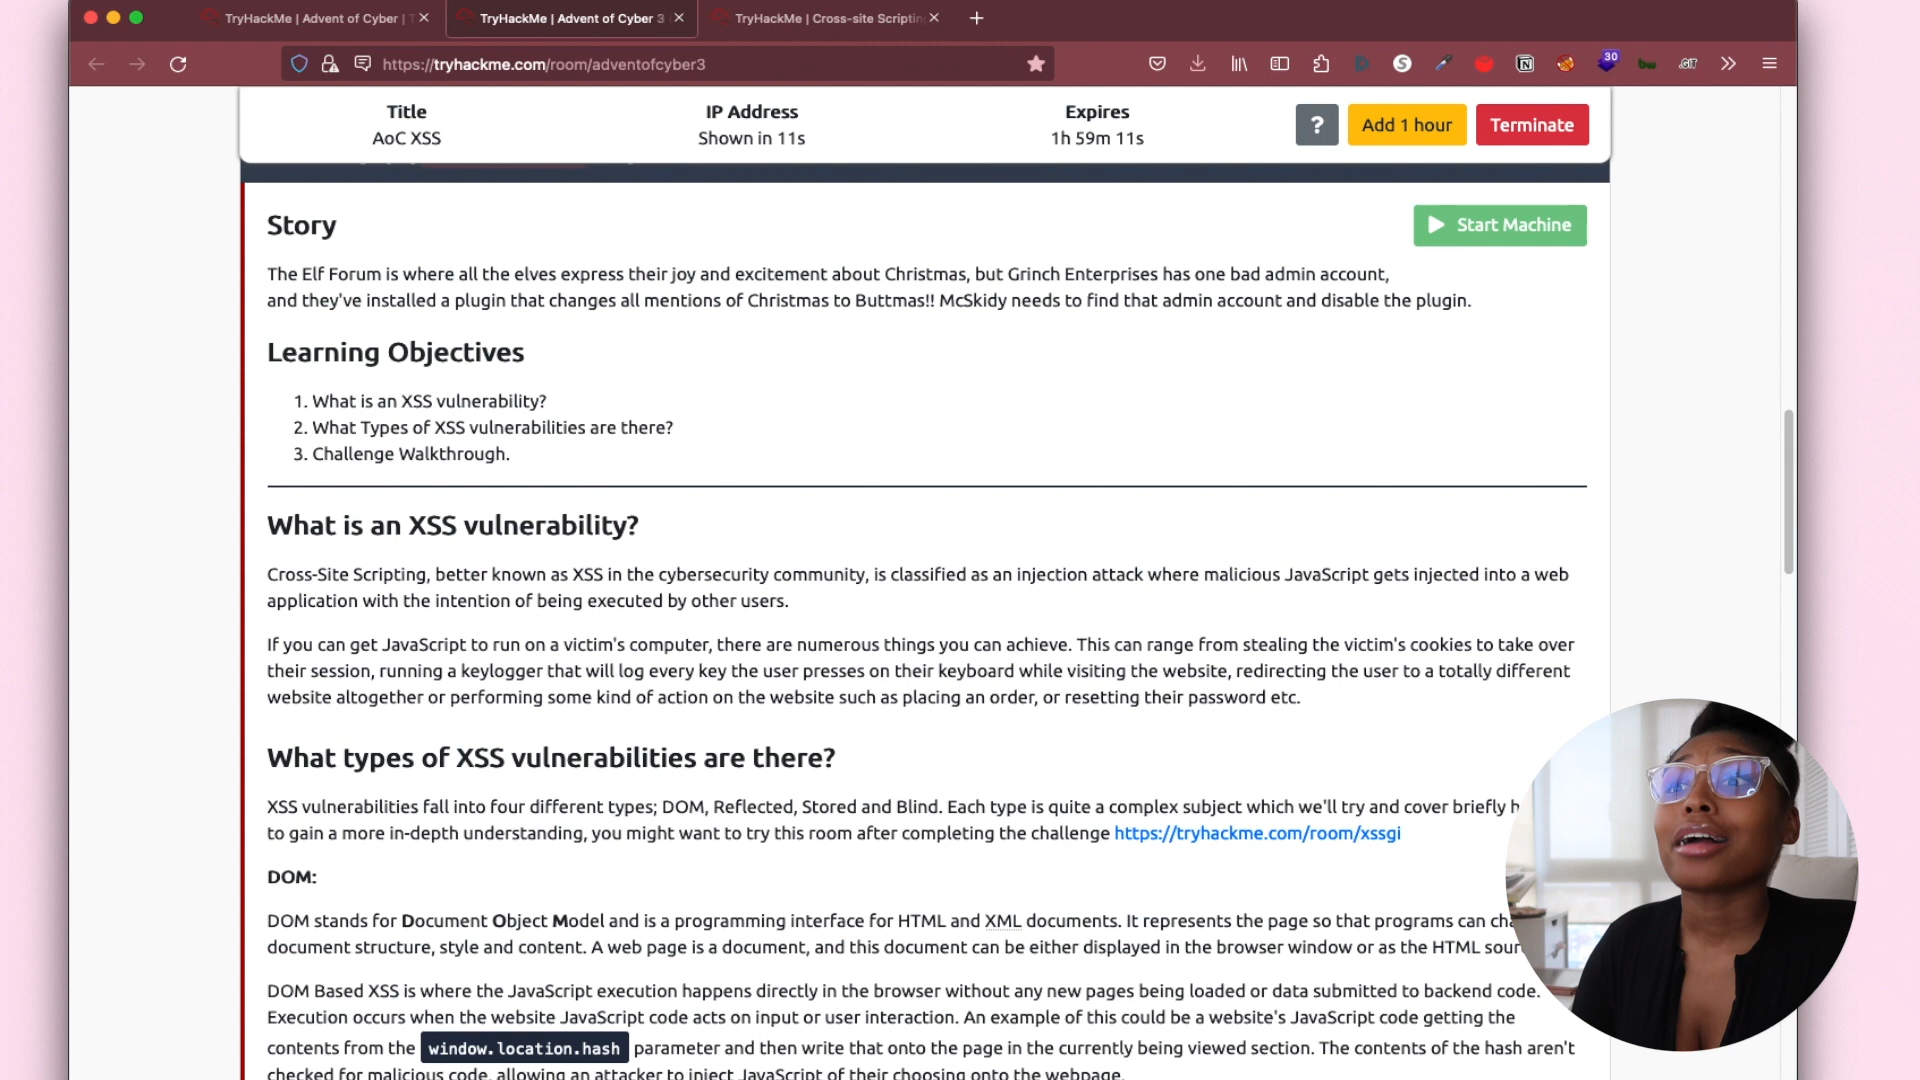 TryHackMe | Advent of Cyber |
TryHackMe | Advent of Cyber 3
TryHackMe | Cross-site Scriptin
https://tryhackme.com/room/adventofcyber3
30
Title
AoC XSS
IP Address
Shown in 11s
Expires
1h 59m 11s
?
Add 1 hour
Terminate
Story
Start Machine
The Elf Forum is where all the elves express their joy and excitement about Christmas, but Grinch Enterprises has one bad admin account,
and they've installed a plugin that changes all mentions of Christmas to Buttmas!! McSkidy needs to find that admin account and disable the plugin.
Learning Objectives
1. What is an XSS vulnerability?
2. What Types of XSS vulnerabilities are there?
3. Challenge Walkthrough.
What is an XSS vulnerability?
Cross-Site Scripting, better known as XSS in the cybersecurity community, is classified as an injection attack where malicious JavaScript gets injected into a web
application with the intention of being executed by other users.
If you can get JavaScript to run on a victim's computer, there are numerous things you can achieve. This can range from stealing the victim's cookies to take over
their session, running a keylogger that will log every key the user presses on their keyboard while visiting the website, redirecting the user to a totally different
website altogether or performing some kind of action on the website such as placing an order, or resetting their password etc.
What types of XSS vulnerabilities are there?
XSS vulnerabilities fall into four different types; DOM, Reflected, Stored and Blind. Each type is quite a complex subject which we'll try and cover briefly
to gain a more in-depth understanding, you might want to try this room after completing the challenge https://tryhackme.com/room/xssgi
DOM:
DOM stands for Document Object Model and is a programming interface for HTML and XML documents. It represents the page so that programs can
document structure, style and content. A web page is a document, and this document can be either displayed in the browser window or as the HTML
DOM Based XSS is where the JavaScript execution happens directly in the browser without any new pages being loaded or data submitted to backend code.
Execution occurs when the website JavaScript code acts on input or user interaction. An example of this could be a website's JavaScript code getting the
contents from the window.location.hash parameter and then write that onto the page in the currently being viewed section. The contents of the hash aren't
checked for malicious code, allowing an attacker to inject JavaScript of their choosing onto the webpage.